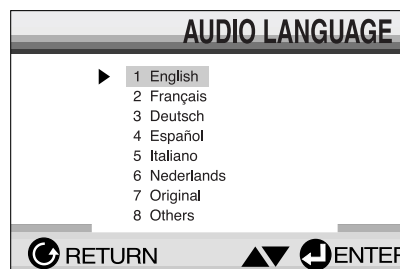 AUDIO LANGUAGE
1 English
2 Français
3 Deutsch
4 Español
5 Italiano
6 Nederlands
7 Original
8 Others
RETURN ENTER